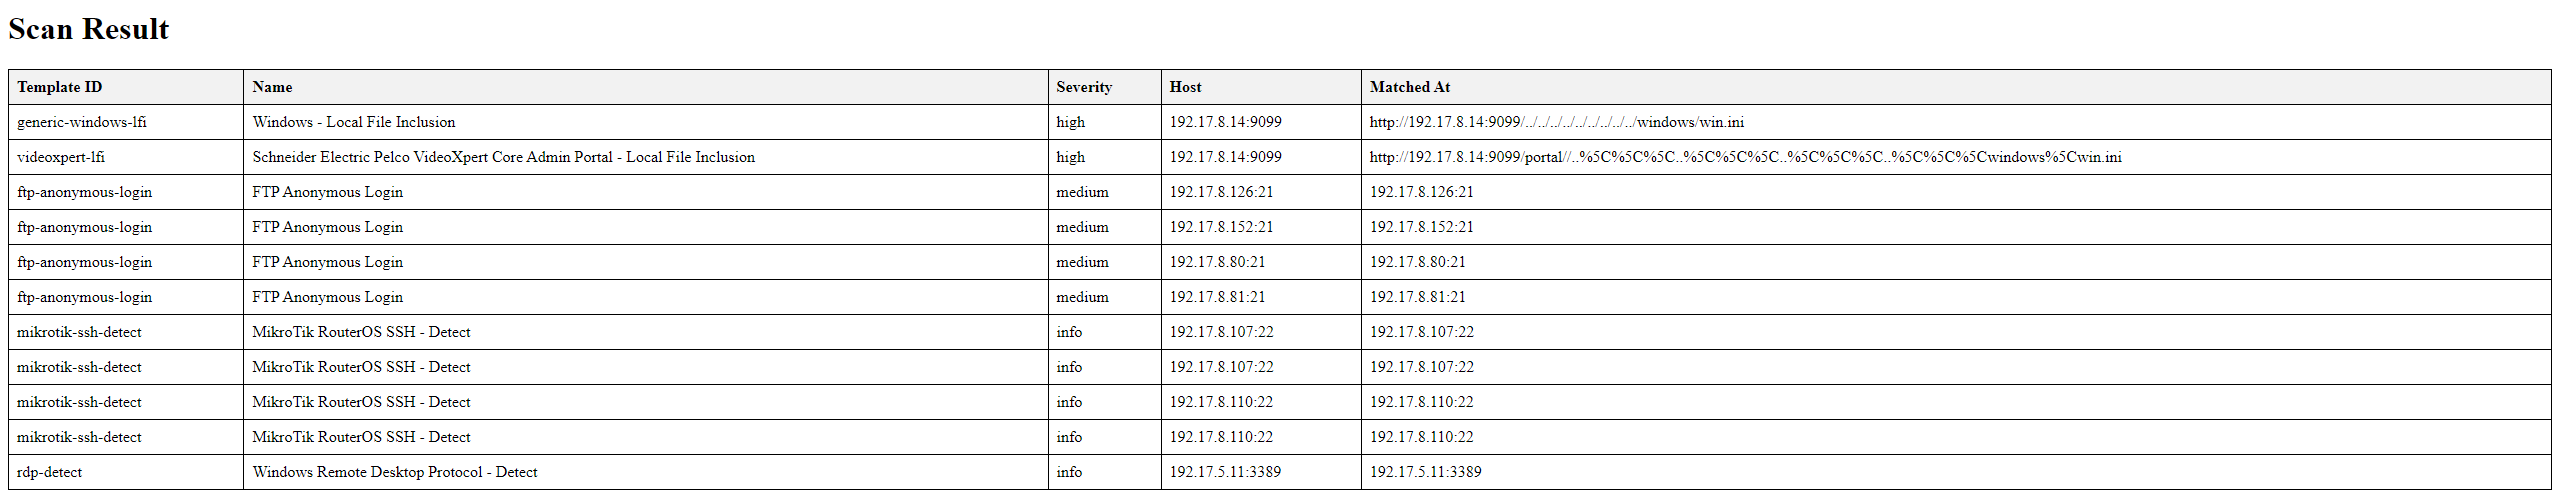 Scan Result
Template ID Name Severity Host Matched At
generic-windows-lfi Windows - Local File Inclusion high 192.17.8.14:9099 http://192.17.8.14:9099/../../../../../../../../../windows/win.ini
videoxpert-lfi Schneider Electric Pelco VideoXpert Core Admin Portal - Local File Inclusion high 192.17.8.14:9099 http://192.17.8.14:9099/portal//..%5C%5C%5C..%5C%5C%5C..%5C%5C%5C..%5C%5C%5Cwindows%5Cwin.ini
ftp-anonymous-login FTP Anonymous Login medium 192.17.8.126:21 192.17.8.126:21
ftp-anonymous-login FTP Anonymous Login medium 192.17.8.152:21 192.17.8.152:21
ftp-anonymous-login FTP Anonymous Login medium 192.17.8.80:21 192.17.8.80:21
ftp-anonymous-login FTP Anonymous Login medium 192.17.8.81:21 192.17.8.81:21
mikrotik-ssh-detect MikroTik RouterOS SSH - Detect info 192.17.8.107:22 192.17.8.107:22
mikrotik-ssh-detect MikroTik RouterOS SSH - Detect info 192.17.8.107:22 192.17.8.107:22
mikrotik-ssh-detect MikroTik RouterOS SSH - Detect info 192.17.8.110:22 192.17.8.110:22
mikrotik-ssh-detect MikroTik RouterOS SSH - Detect info 192.17.8.110:22 192.17.8.110:22
rdp-detect Windows Remote Desktop Protocol - Detect info 192.17.5.11:3389 192.17.5.11:3389